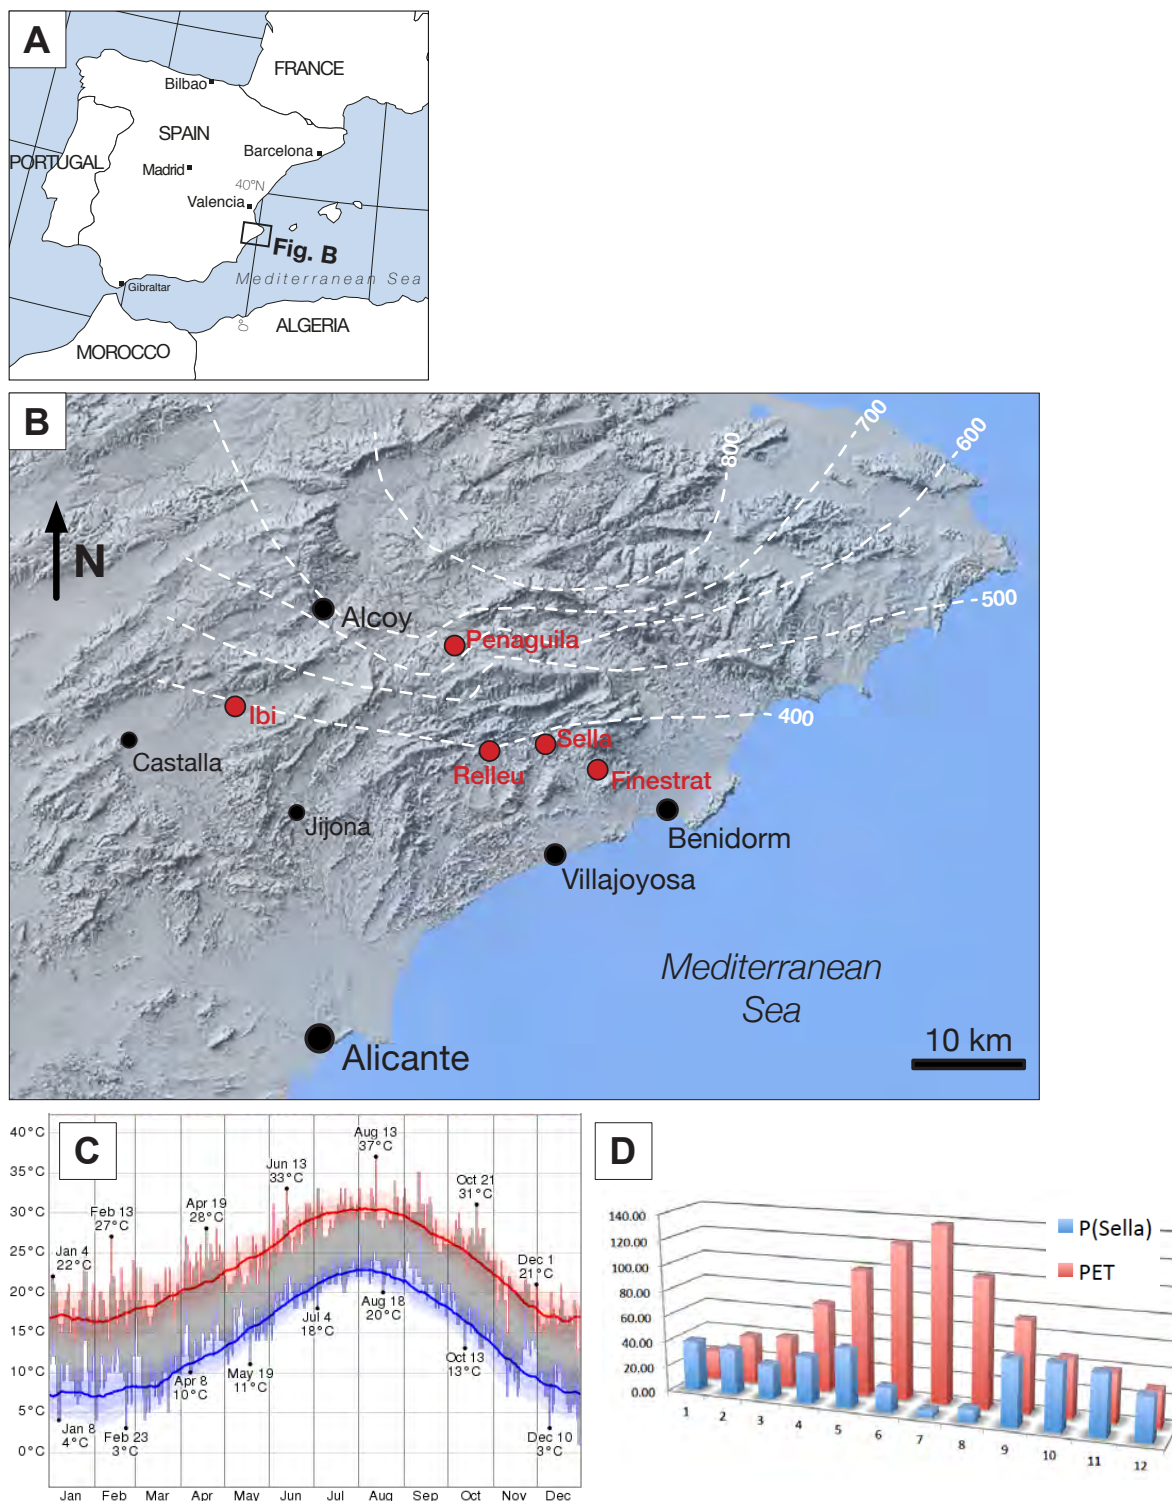 A
FRANCE
Bilbao
SPAIN
Barcelona
PORTUGAL
Madrid
40°N
Valencia
Fig. B
Mediterranean Sea
Gibraltar
0°
ALGERIA
MOROCCO
B
700
600
800
N
500
Alcoy
Penaguila
Ibi
400
Castalla
Sella
Relleu
Finestrat
Jijona
Benidorm
Villajoyosa
Mediterranean
Sea
Alicante
10 km
C
40°C
35°C
30°C
25°C
20°C
15°C
10°C
5°C
0°C
Jan 4
22°C
Feb 13
27°C
Apr 19
28°C
Jun 13
33°C
Aug 13
37°C
Oct 21
31°C
Dec 1
21°C
Jan 8
4°C
Feb 23
3°C
Apr 8
10°C
May 19
11°C
Jul 4
18°C
Aug 18
20°C
Oct 13
13°C
Dec 10
3°C
Jan Feb Mar Apr May Jun Jul Aug Sep Oct Nov Dec
D
140.00
120.00
100.00
80.00
60.00
40.00
20.00
0.00
P(Sella)
PET
1 2 3 4 5 6 7 8 9 10 11 12